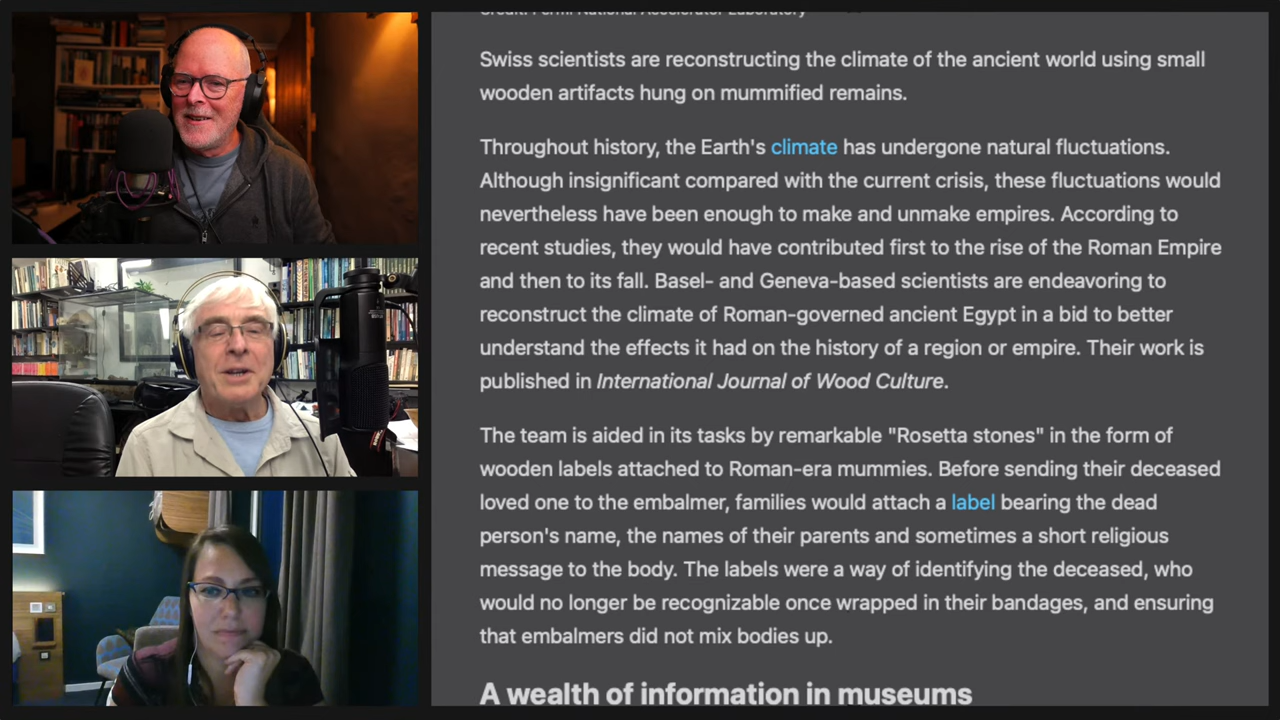 Credit: Fermi National Accelerator Laboratory
Swiss scientists are reconstructing the climate of the ancient world using small
wooden artifacts hung on mummified remains.
Throughout history, the Earth's climate has undergone natural fluctuations.
Although insignificant compared with the current crisis, these fluctuations would
nevertheless have been enough to make and unmake empires. According to
recent studies, they would have contributed first to the rise of the Roman Empire
and then to its fall. Basel- and Geneva-based scientists are endeavoring to
reconstruct the climate of Roman-governed ancient Egypt in a bid to better
understand the effects it had on the history of a region or empire. Their work is
published in International Journal of Wood Culture.
The team is aided in its tasks by remarkable "Rosetta stones" in the form of
wooden labels attached to Roman-era mummies. Before sending their deceased
loved one to the embalmer, families would attach a label bearing the dead
person's name, the names of their parents and sometimes a short religious
message to the body. The labels were a way of identifying the deceased, who
would no longer be recognizable once wrapped in their bandages, and ensuring
that embalmers did not mix bodies up.
A wealth of information in museums